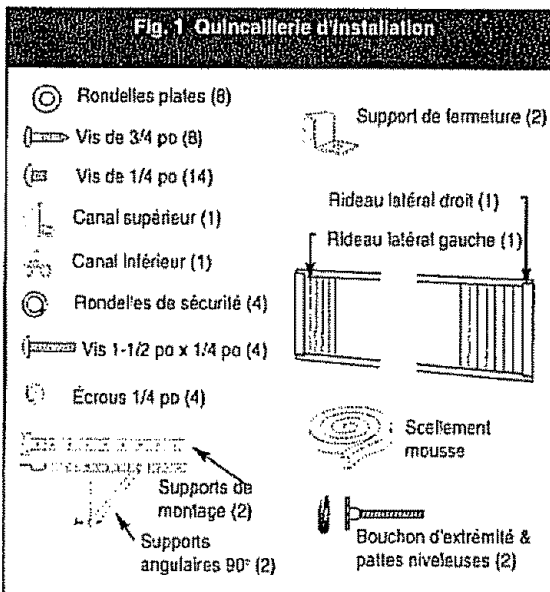 Fig. 1 Quincaillerie d'installation
Rondelles plates (8)
Vis de 3/4 po (8)
Vis de 1/4 po (14)
Canal supérieur (1)
Canal Inférieur (1)
Rondelles de sécurité (4)
Vis 1-1/2 po x 1/4 po (4)
Écrous 1/4 po (4)
Supports de
montage (2)
Supports
angulaires 90° (2)
Support de fermeture (2)
Rideau latéral droit (1)
Rideau latéral gauche (1)
Scellement
mousse
Bouchon d'extrémité &
pattes niveleuses (2)